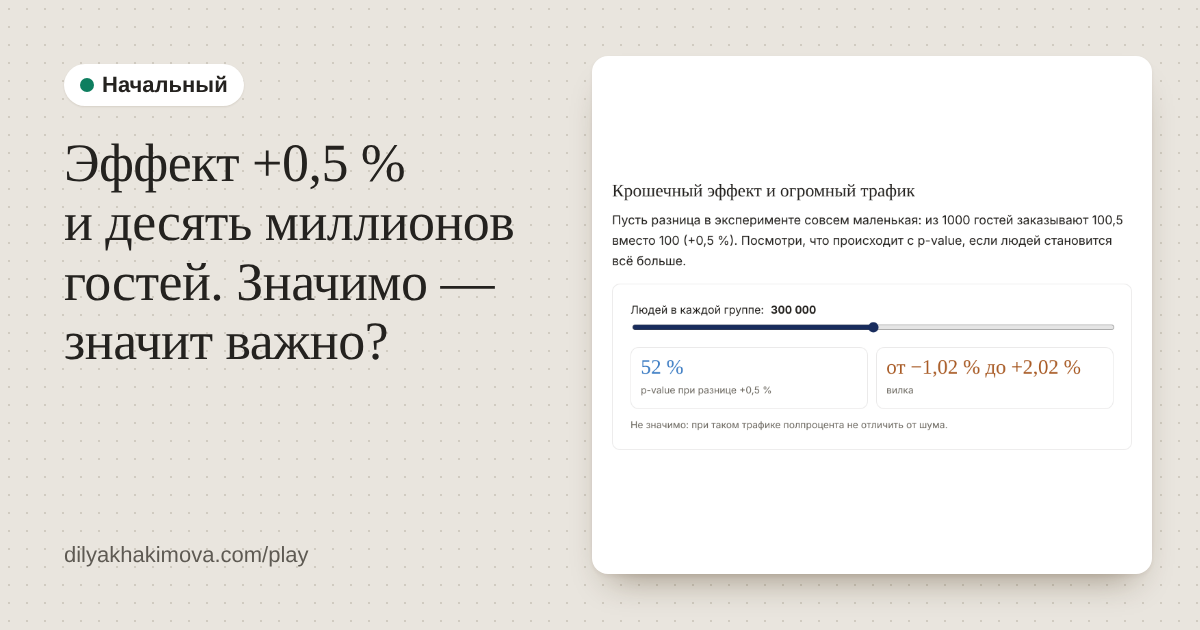 Начальный
Эффект +0,5 %
и десять миллионов
гостей. Значимо —
значит важно?
dilyakhakimova.com/play
Крошечный эффект и огромный трафик
Пусть разница в эксперименте совсем маленькая: из 1000 гостей заказывают 100,5
вместо 100 (+0,5 %). Посмотри, что происходит с p-value, если людей становится
всё больше.
Людей в каждой группе: 300 000
52 %
p-value при разнице +0,5 %
от −1,02 % до +2,02 %
вилка
Не значимо: при таком трафике полпроцента не отличить от шума.